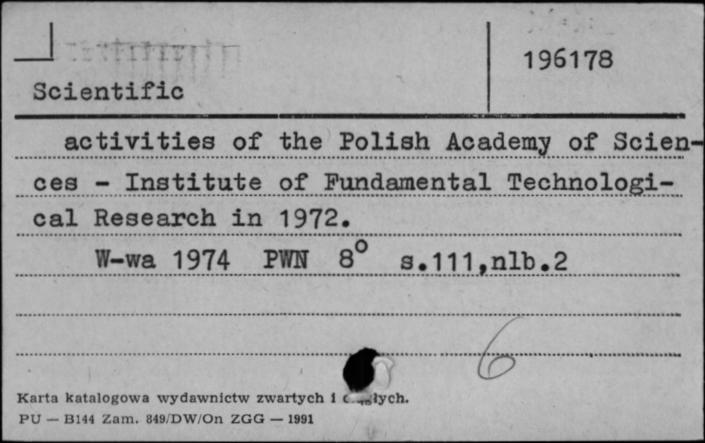 196178
Scientific
activities of the Polish Academy of Scien-
ces - Institute of Fundamental Technologi-
cal Research in 1972.
W-wa 1974 PWN 8° s.111,nlb.2
6
Karta katalogowa wydawnictw zwartych i
PU — B144 Zam. 849/DW/On ZGG — 1991